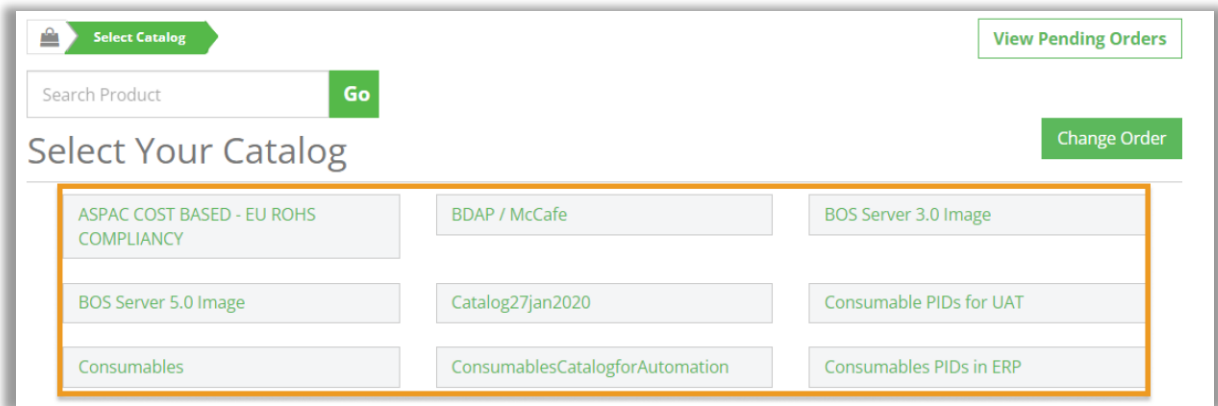 Select Catalog
View Pending Orders
Search Product
Go
Select Your Catalog
Change Order
ASPAC COST BASED - EU ROHS
COMPLIANCY
BDAP / McCafe
BOS Server 3.0 Image
BOS Server 5.0 Image
Catalog27jan2020
Consumable PIDs for UAT
Consumables
ConsumablesCatalogforAutomation
Consumables PIDs in ERP